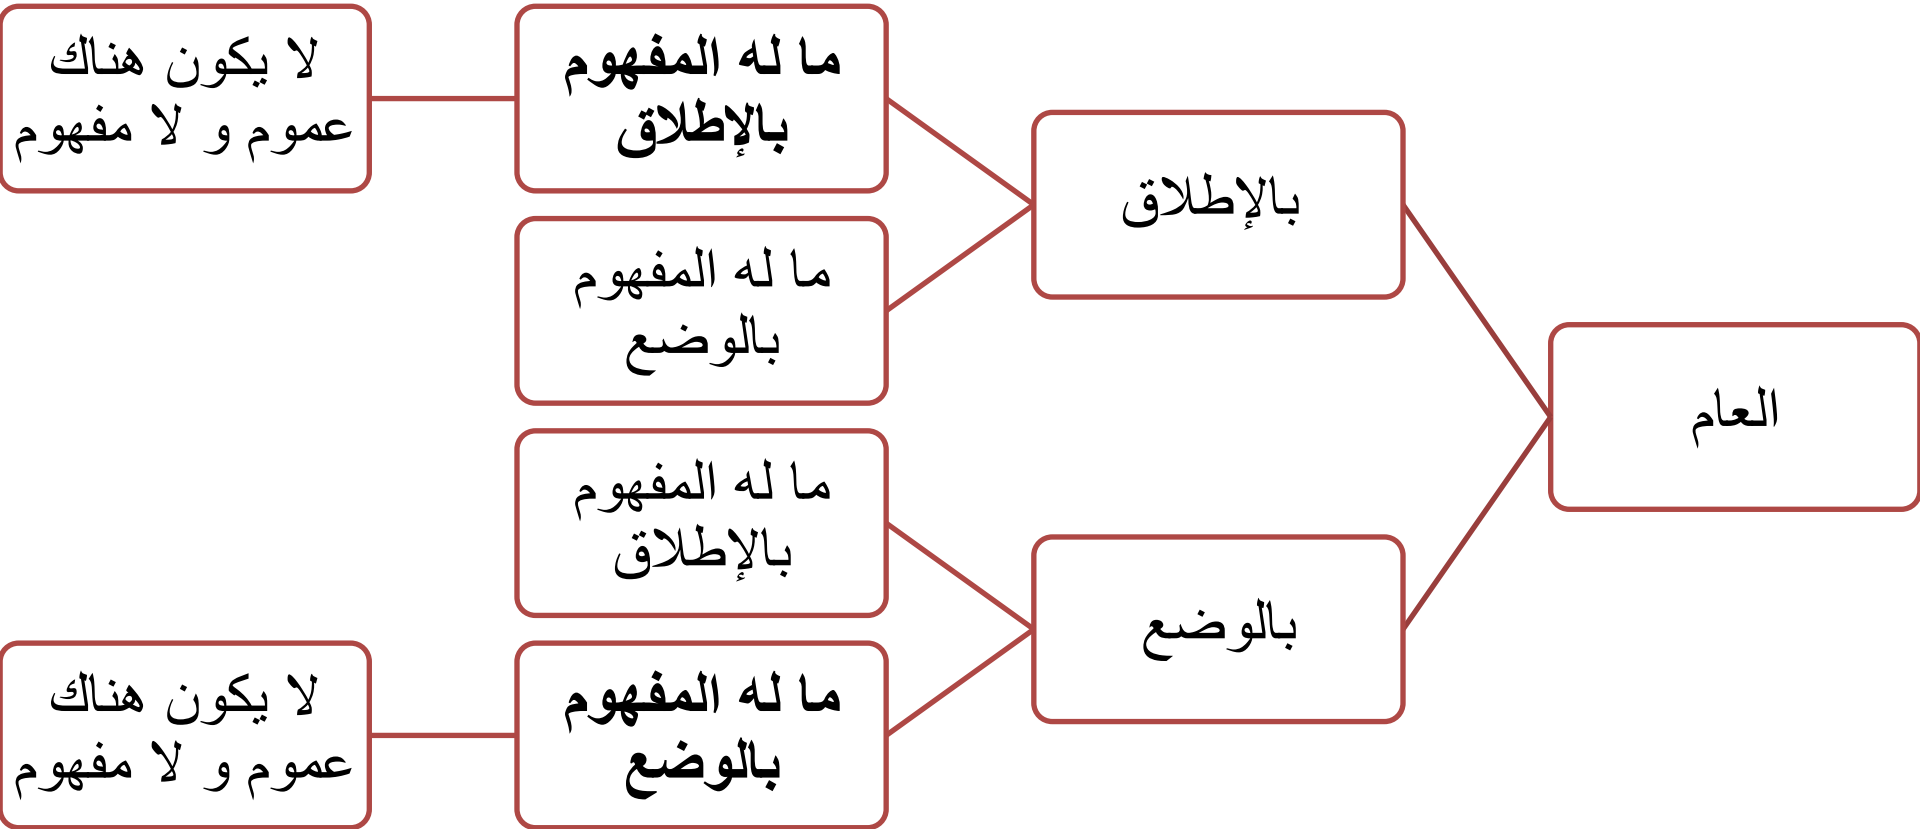 العام
بالإطلاق
ما له المفهوم
بالإطلاق
لا يكون هناك
عموم و لا مفهوم
ما له المفهوم
بالوضع
بالوضع
ما له المفهوم
بالإطلاق
ما له المفهوم
بالوضع
لا يكون هناك
عموم و لا مفهوم